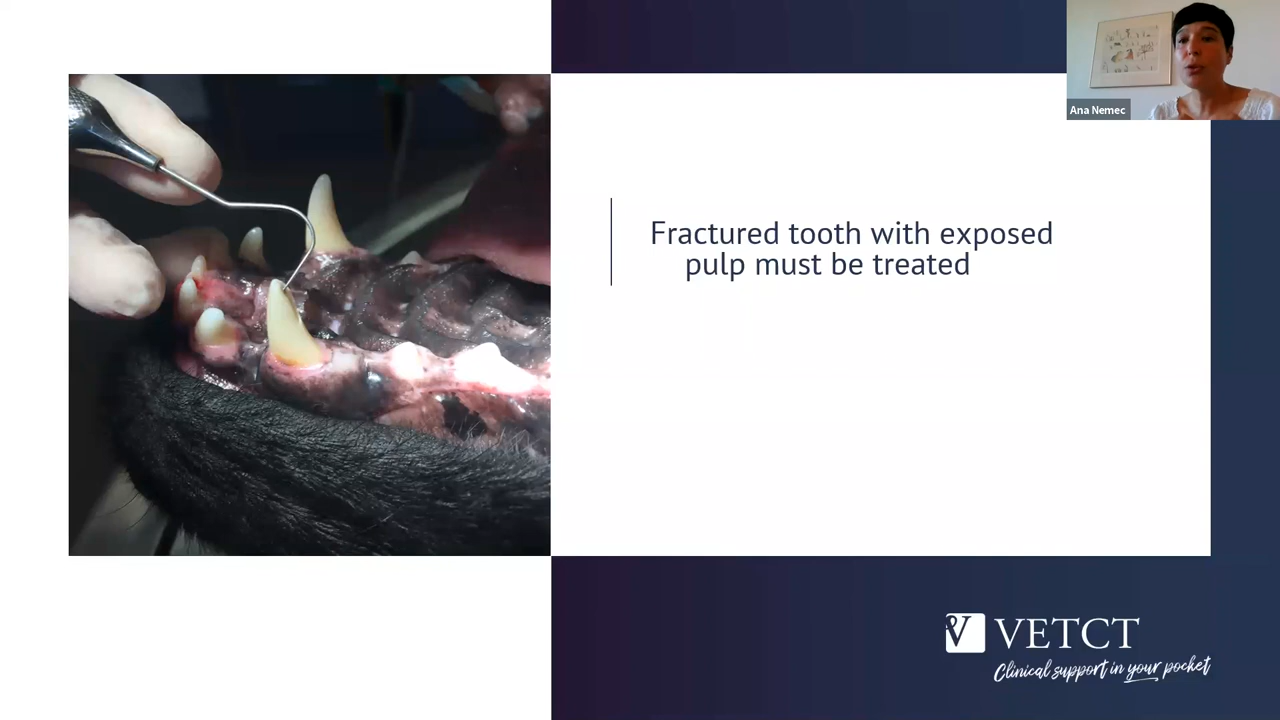 Ana Nemec
Fractured tooth with exposed
pulp must be treated
VETCT
Clinical support in your pocket